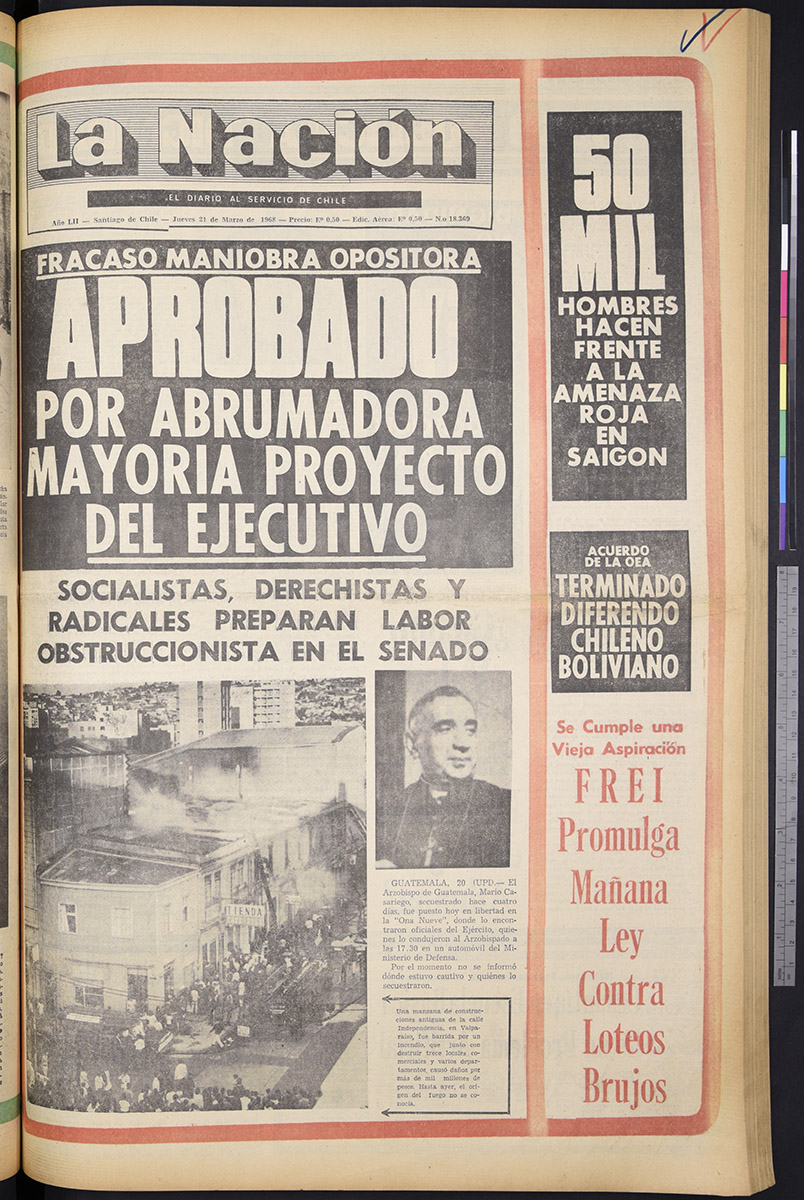 La Nación
EL DIARIO AL SERVICIO DE CHILE
Año LII — Santiago de Chile — Jueves 21 de Marzo de 1968 — Precio: Eº 0,50 — Edic. Aérea: Eº 0,50 — N.o 18.369
FRACASO MANIOBRA OPOSITORA
APROBADO
POR ABRUMADORA
MAYORIA PROYECTO
DEL EJECUTIVO
SOCIALISTAS, DERECHISTAS Y
RADICALES PREPARAN LABOR
OBSTRUCCIONISTA EN EL SENADO
TIENDA
GUATEMALA, 20 (UPI).— El
Arzobispo de Guatemala, Mario Ca-
sariego, secuestrado hace cuatro
días, fue puesto hoy en libertad en
la "Ona Nueve", donde lo encon-
traron oficiales del Ejército, quie-
nes lo condujeron al Arzobispado a
las 17.30 en un automóvil del Mi-
nisterio de Defensa.
Por el momento no se informó
dónde estuvo cautivo y quiénes lo
secuestraron.
Una manzana de construc-
ciones antiguas de la calle
Independencia, en Valpa-
raíso, fue barrida por un
incendio, que junto con
destruir trece locales co-
merciales y varios depar-
tamentos, causó daños por
más de mil millones de
pesos. Hasta ayer, el ori-
gen del fuego no se co-
nocía.
50
MIL
HOMBRES
HACEN
FRENTE
A LA
AMENAZA
ROJA
EN
SAIGON
ACUERDO
DE LA OEA
TERMINADO
DIFERENDO
CHILENO
BOLIVIANO
Se Cumple una
Vieja Aspiración
FREI
Promulga
Mañana
Ley
Contra
Loteos
Brujos